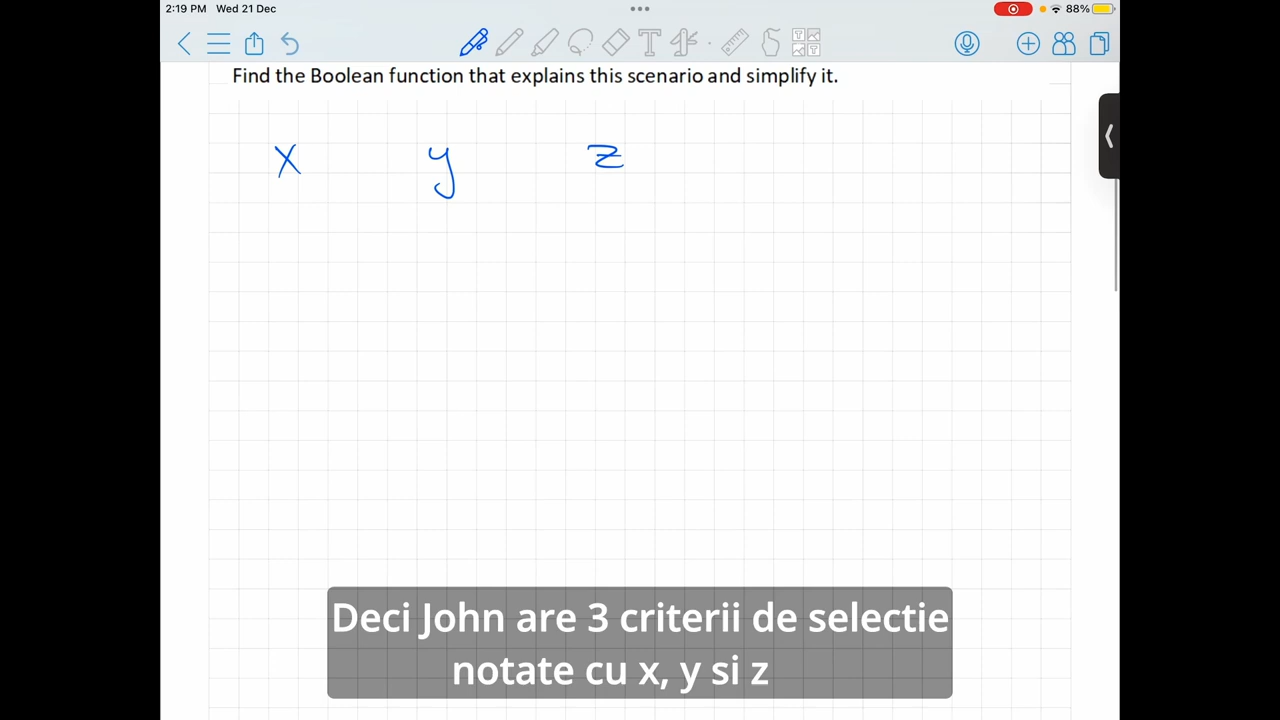 2:19 PM Wed 21 Dec
88%
Find the Boolean function that explains this scenario and simplify it.
x y z
Deci John are 3 criterii de selectie
notate cu x, y si z